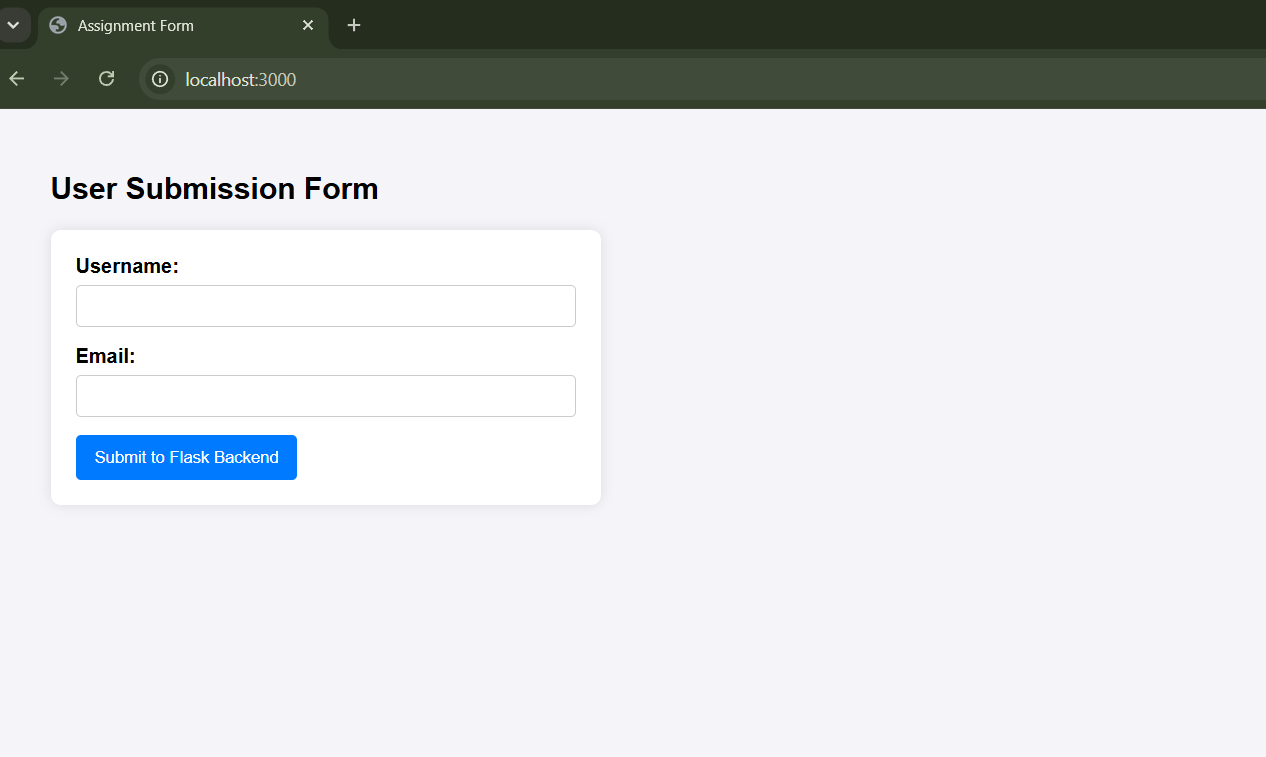 Assignment Form
localhost:3000
User Submission Form
Username:
Email:
Submit to Flask Backend